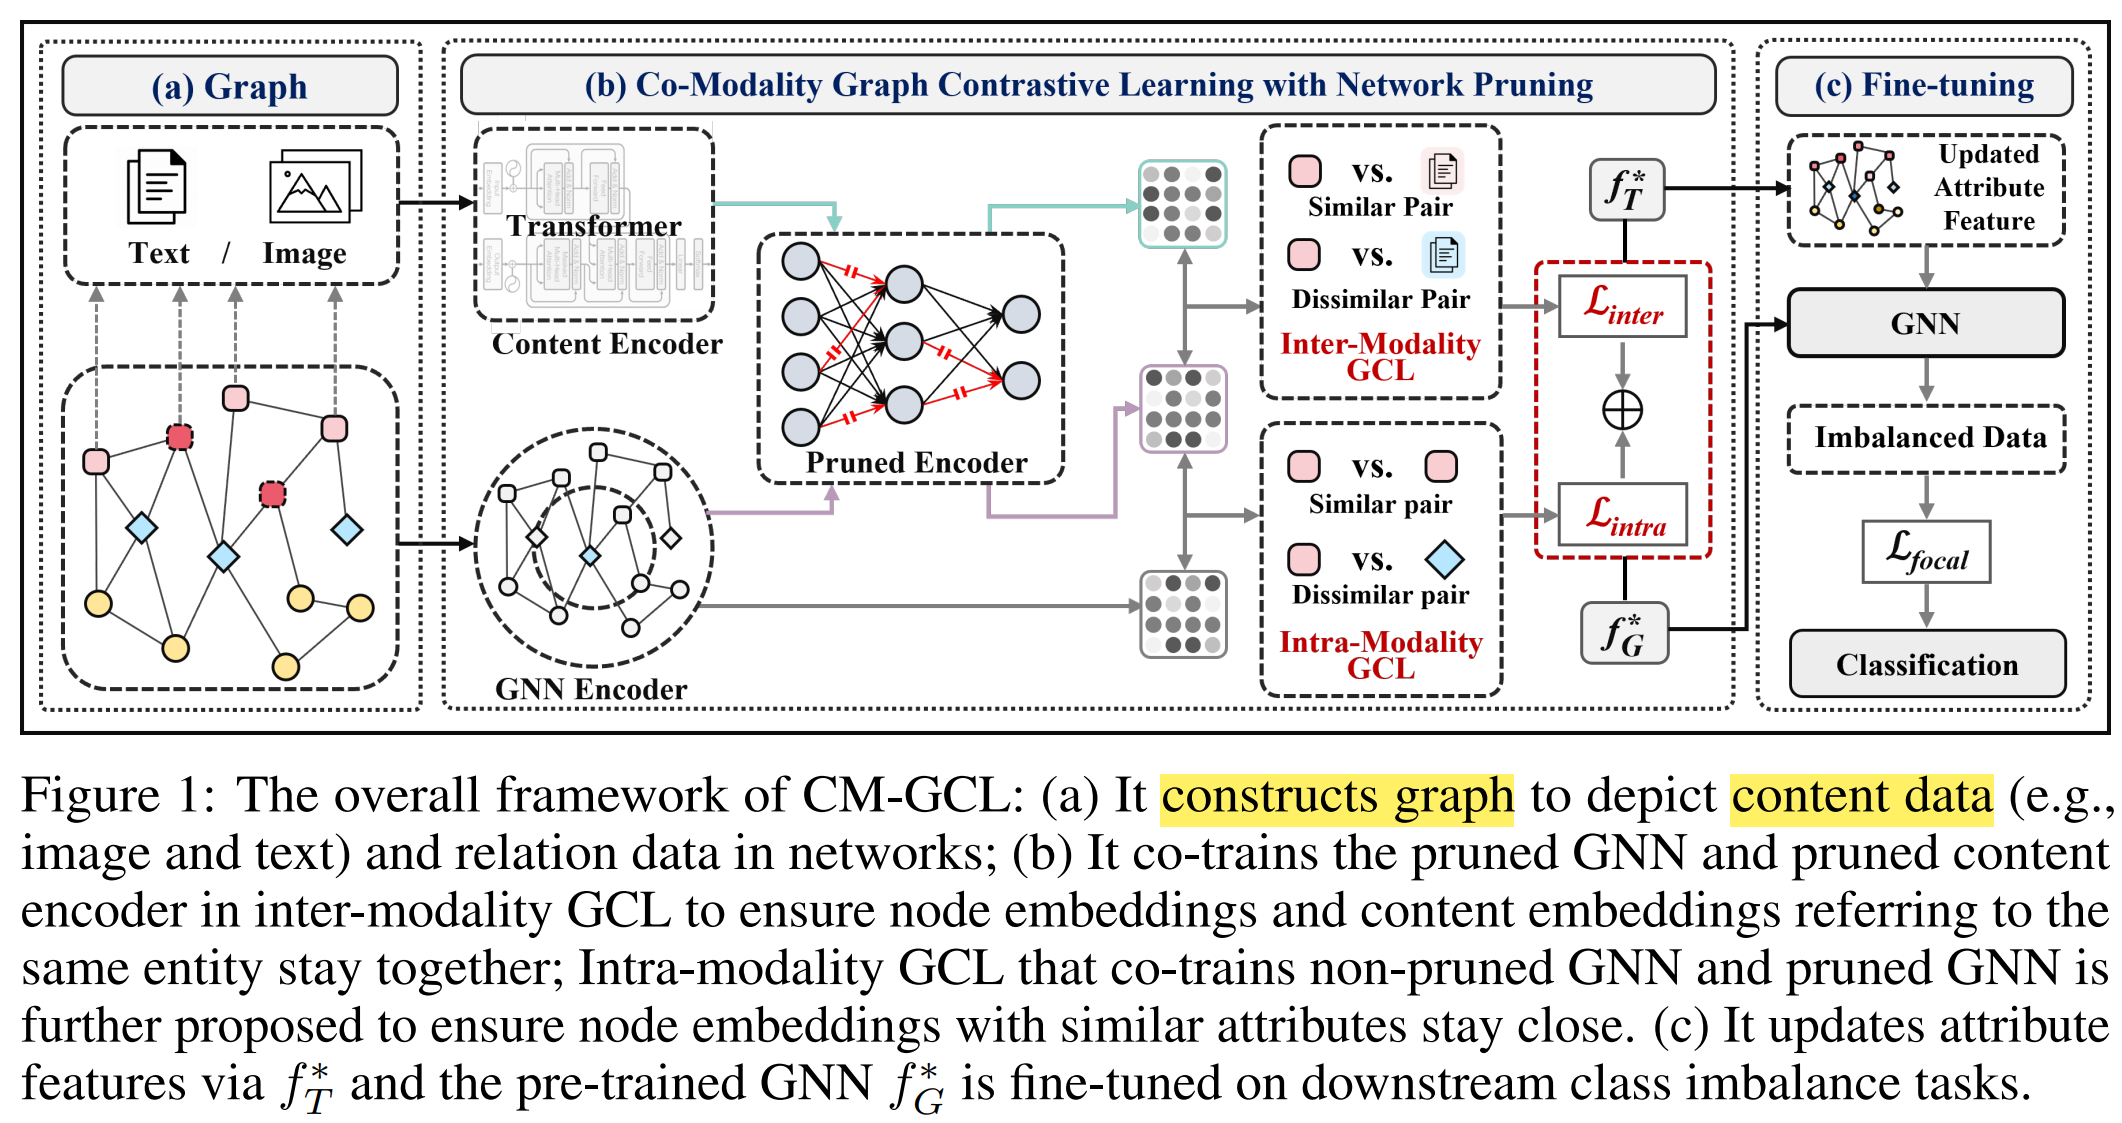 (a) Graph
Text / Image
(b) Co-Modality Graph Contrastive Learning with Network Pruning
Transformer
Content Encoder
Pruned Encoder
GNN Encoder
vs.
Similar Pair
vs.
Dissimilar Pair
Inter-Modality
GCL
vs.
Similar pair
vs.
Dissimilar pair
Intra-Modality
GCL
f*T
ℒinter
ℒintra
f*G
(c) Fine-tuning
Updated
Attribute
Feature
GNN
Imbalanced Data
ℒfocal
Classification
Figure 1: The overall framework of CM-GCL: (a) It constructs graph to depict content data (e.g.,
image and text) and relation data in networks; (b) It co-trains the pruned GNN and pruned content
encoder in inter-modality GCL to ensure node embeddings and content embeddings referring to the
same entity stay together; Intra-modality GCL that co-trains non-pruned GNN and pruned GNN is
further proposed to ensure node embeddings with similar attributes stay close. (c) It updates attribute
features via f*T and the pre-trained GNN f*G is fine-tuned on downstream class imbalance tasks.